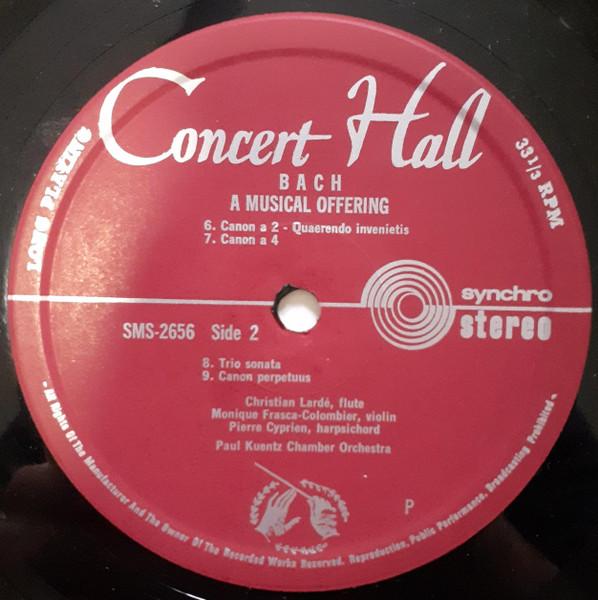 Concert Hall
LONG PLAYING
33 1/3 RPM
BACH
A MUSICAL OFFERING
6. Canon a 2 - Quaerendo invenietis
7. Canon a 4
synchro
stereo
SMS-2656 Side 2
8. Trio sonata
9. Canon perpetuus
Christian Lardé, flute
Monique Frasca-Colombier, violin
Pierre Cyprien, harpsichord
Paul Kuentz Chamber Orchestra
P
- All Rights Of The Manufacturer And The Owner Of The Recorded Works Reserved. Reproduction, Public Performance, Broadcasting Prohibited -